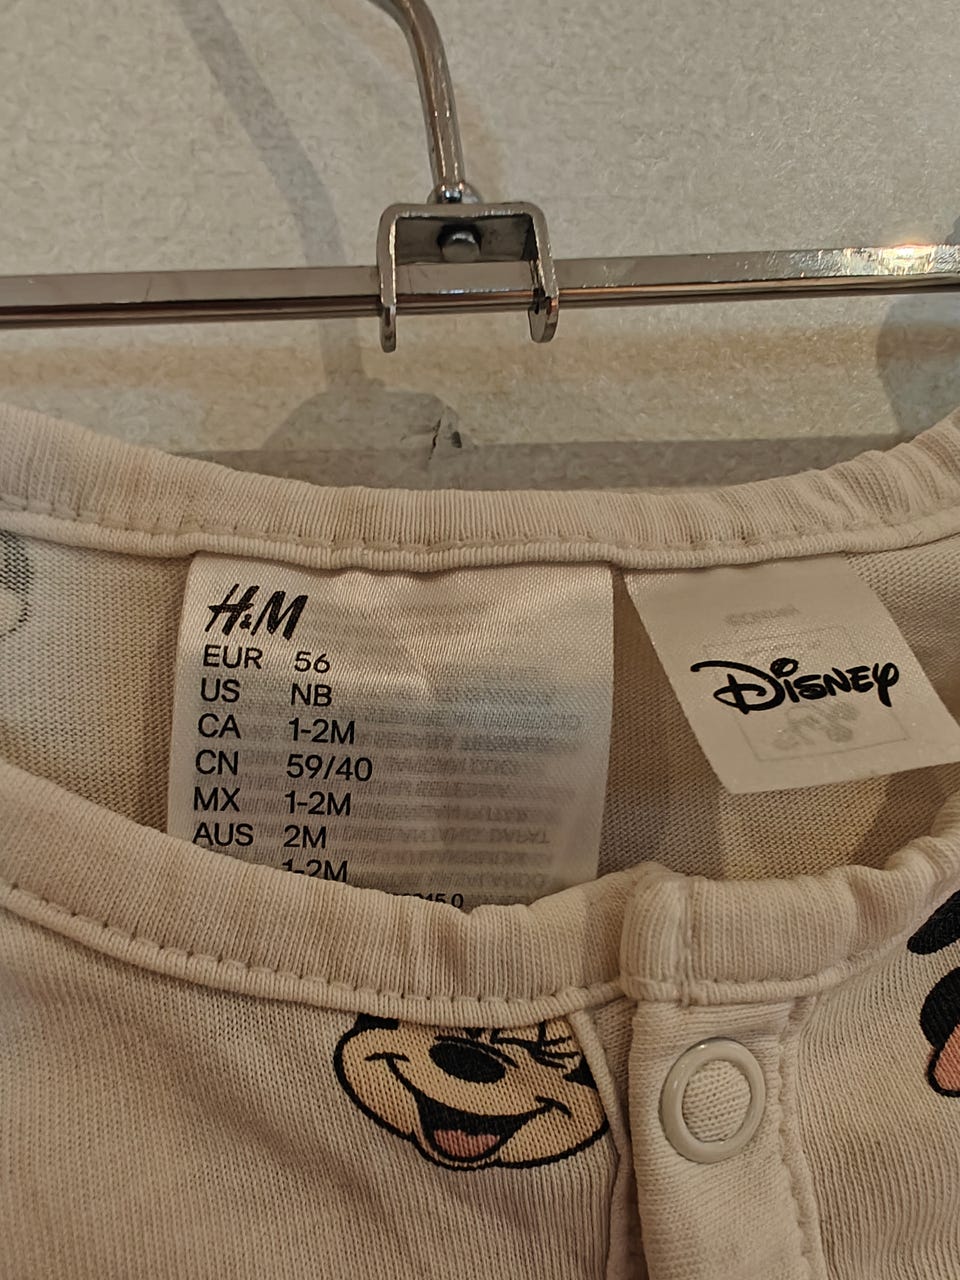 H&M
EUR 56
US NB
CA 1-2M
CN 59/40
MX 1-2M
AUS 2M
1-2M
Disney